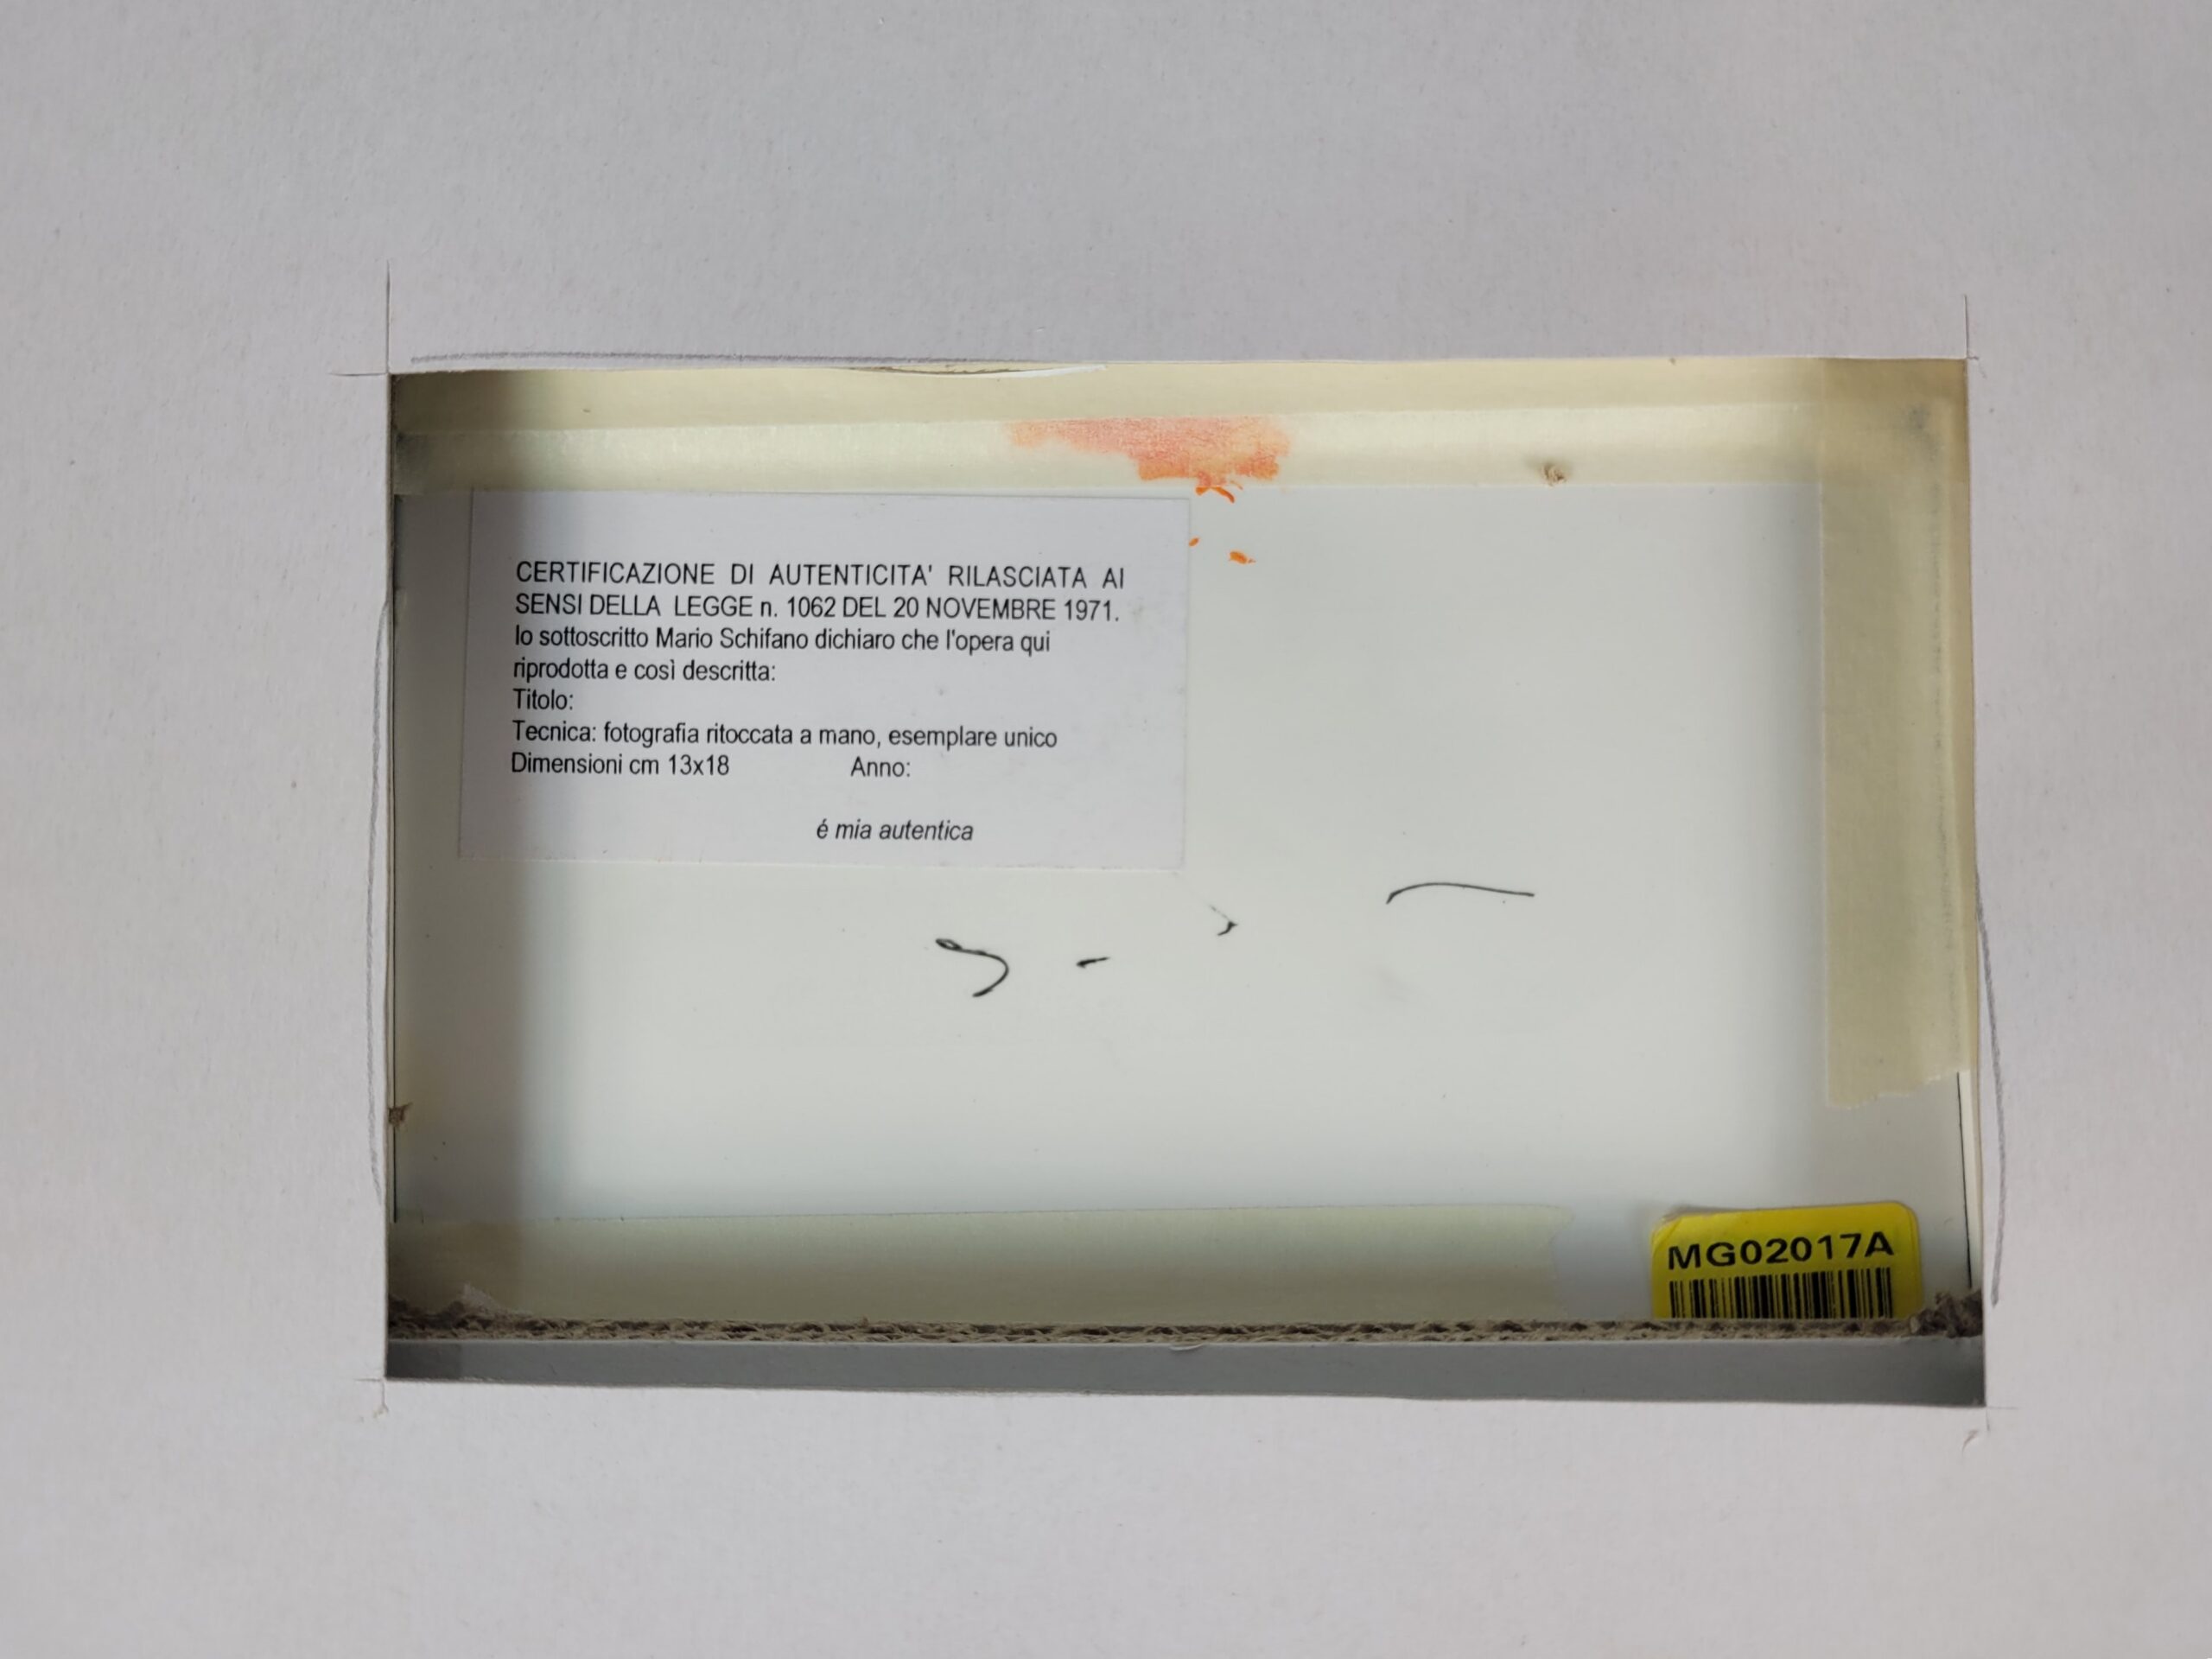 CERTIFICAZIONE DI AUTENTICITA' RILASCIATA AI
SENSI DELLA LEGGE n. 1062 DEL 20 NOVEMBRE 1971.
Io sottoscritto Mario Schifano dichiaro che l'opera qui
riprodotta e così descritta:
Titolo:
Tecnica: fotografia ritoccata a mano, esemplare unico
Dimensioni cm 13x18 Anno:
é mia autentica
MG02017A